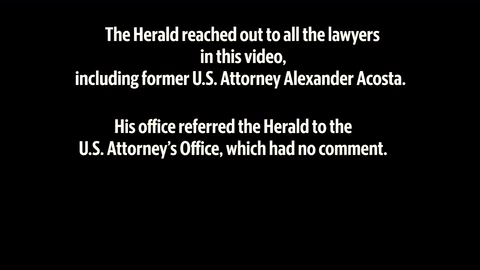 The Herald reached out to all the lawyers
in this video,
including former U.S. Attorney Alexander Acosta.
His office referred the Herald to the
U.S. Attorney’s Office, which had no comment.